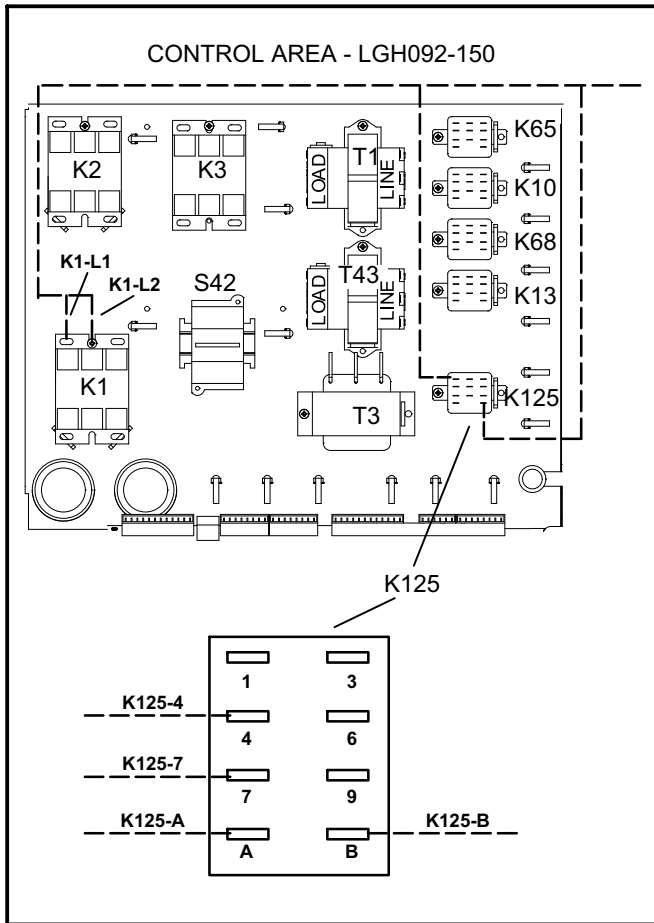 CONTROL AREA - LGH092-150
K2
K3
LOAD
T1
LINE
K65
K10
K68
K13
K1-L1
K1-L2
S42
LOAD
T43
LINE
K1
T3
K125
K125
1
3
K125-4
4
6
K125-7
7
9
K125-A
K125-B
A
B